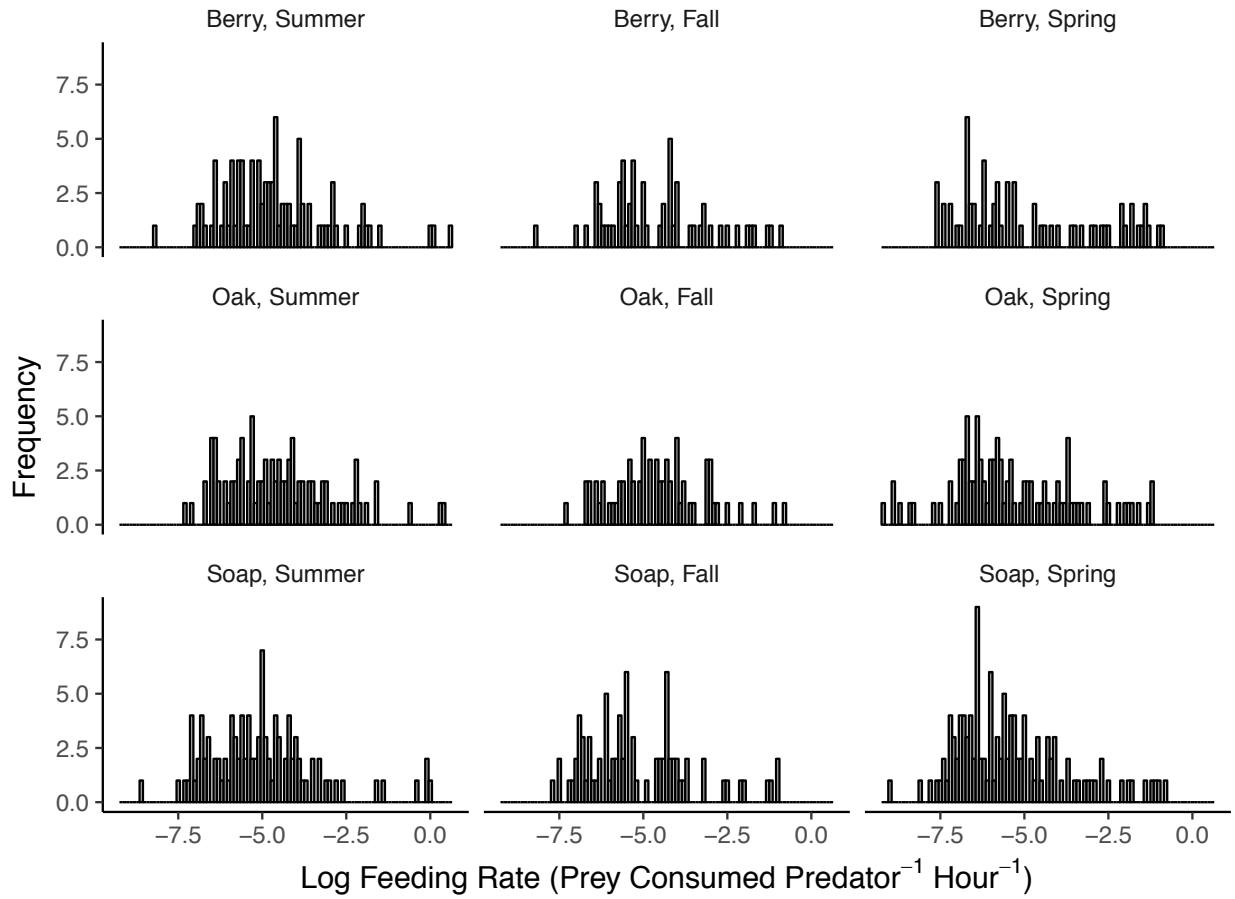 Berry, Summer
Berry, Fall
Berry, Spring
7.5
5.0
2.5
0.0
Oak, Summer
Oak, Fall
Oak, Spring
7.5
5.0
2.5
0.0
Frequency
Soap, Summer
Soap, Fall
Soap, Spring
7.5
5.0
2.5
0.0
−7.5 −5.0 −2.5 0.0 −7.5 −5.0 −2.5 0.0 −7.5 −5.0 −2.5 0.0
Log Feeding Rate (Prey Consumed Predator⁻¹ Hour⁻¹)